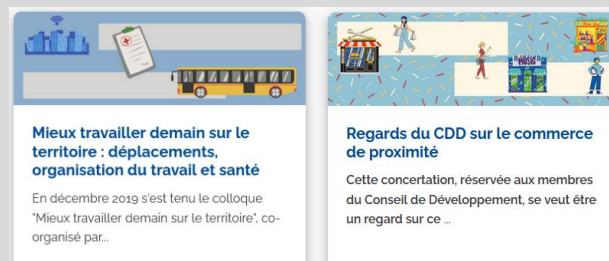 Mieux travailler demain sur le
territoire : déplacements,
organisation du travail et santé
En décembre 2019 s'est tenu le colloque
"Mieux travailler demain sur le territoire", co-
organisé par...
MUSIC
Regards du CDD sur le commerce
de proximité
Cette concertation, réservée aux membres
du Conseil de Développement, se veut être
un regard sur ce ...